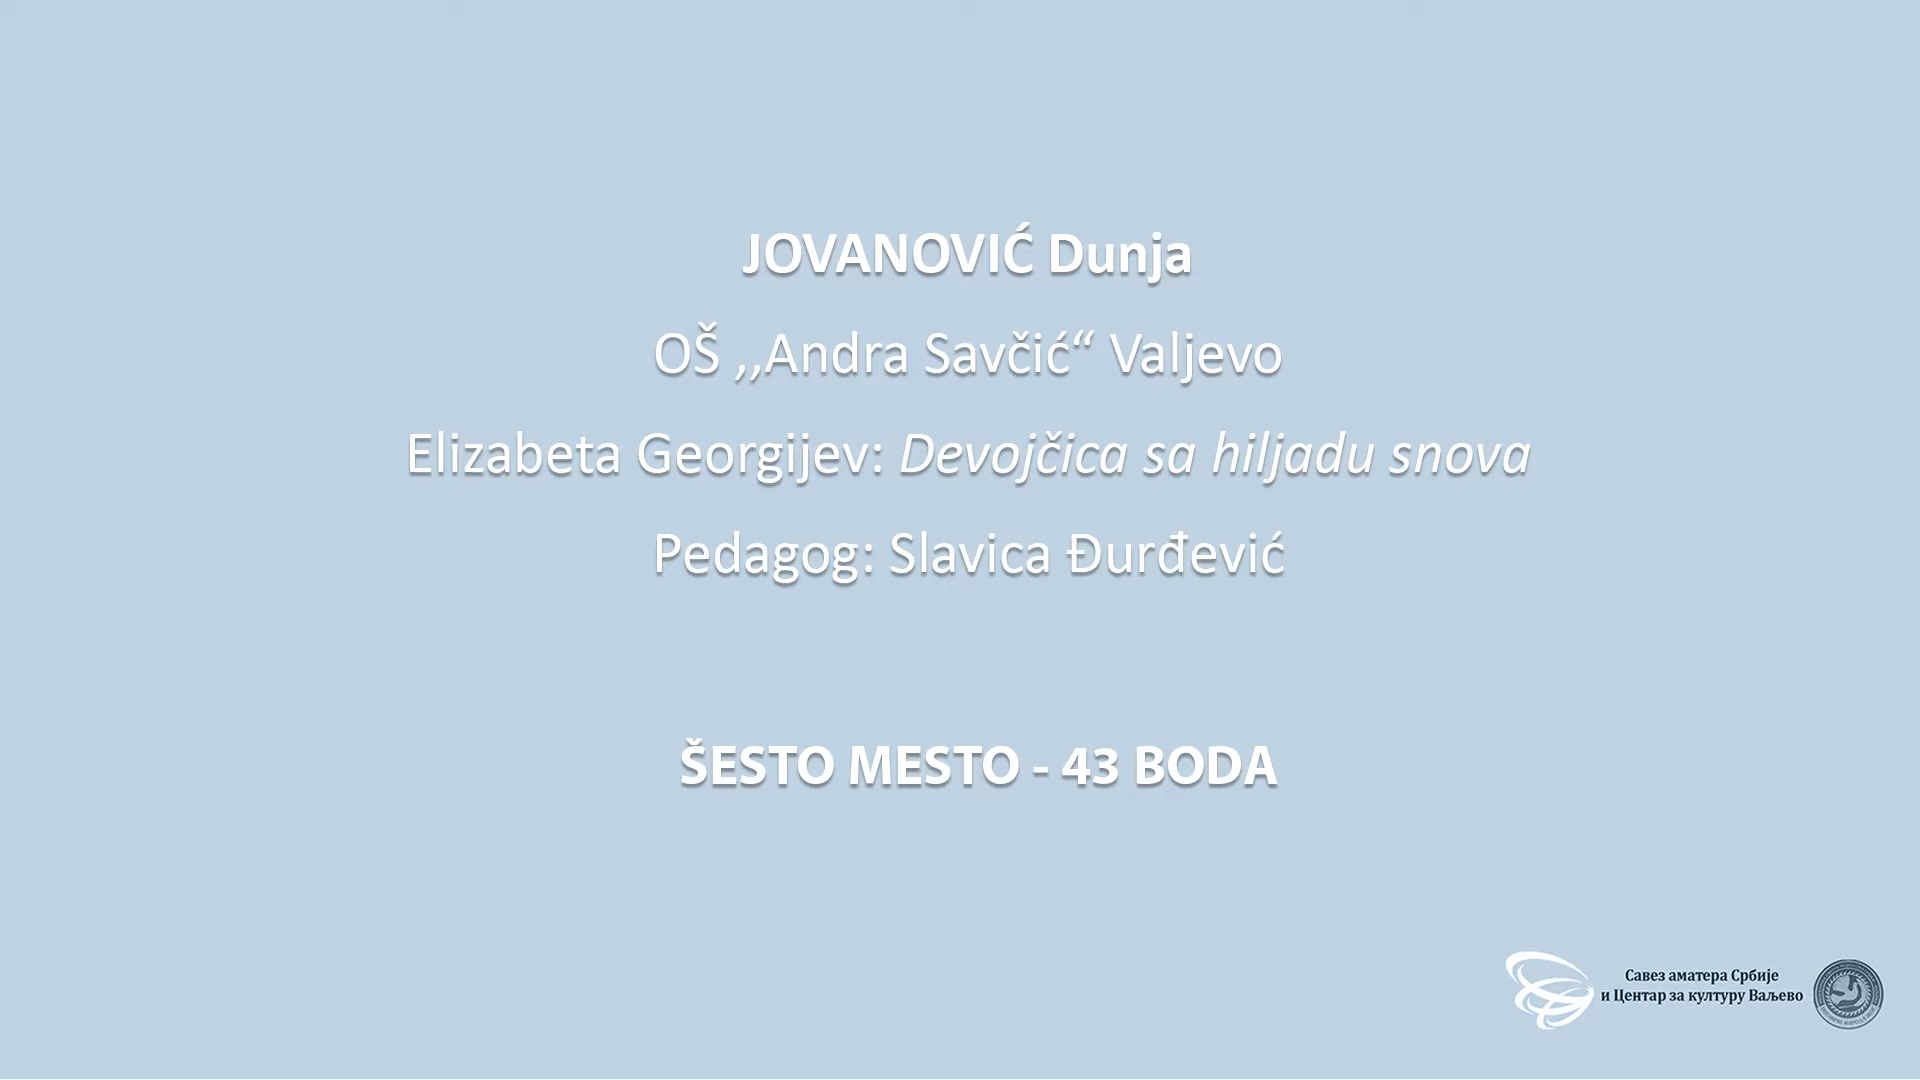 JOVANOVIĆ Dunja
OŠ ,,Andra Savčić“ Valjevo
Elizabeta Georgijev: Devojčica sa hiljadu snova
Pedagog: Slavica Đurđević
ŠESTO MESTO - 43 BODA
Савез аматера Србије
и Центар за културу Ваљево